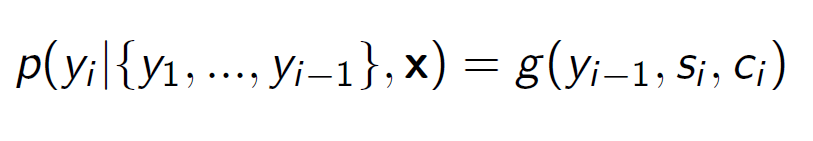 p(y_i|{y_1, ..., y_{i−1}}, **x**) = g(y_{i−1}, s_i, c_i)